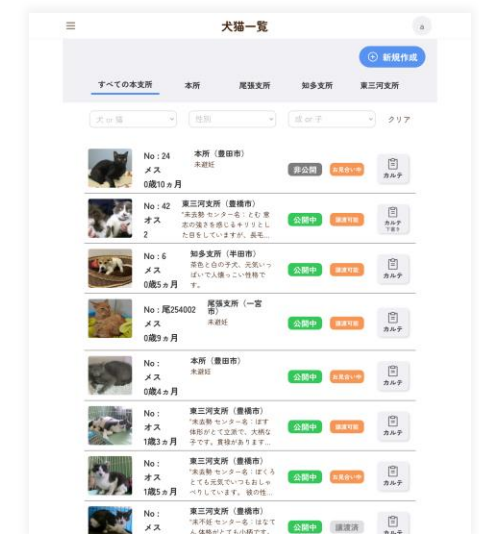 犬猫一覧
a
新規作成
すべての本支所 本所 尾張支所 知多支所 東三河支所
犬 or 猫 性別 成 or 子 クリア
No : 24
メス
0歳10ヵ月
本所（豊田市）
未避妊
非公開
お見合い中
カルテ
No : 42
オス
2
東三河支所（豊橋市）
"未去勢 センター名：とむ 意
志の強さを感じるキリリとし
た目をしていますが、長毛...
公開中
譲渡可能
カルテ
下書き
No : 6
メス
0歳5ヵ月
知多支所（半田市）
茶色と白の子犬、元気いっ
ぱいで人懐っこい性格で
す。
公開中
譲渡可能
カルテ
No : 尾254002
メス
0歳9ヵ月
尾張支所（一宮
市）
未避妊
公開中
譲渡可能
カルテ
No :
メス
0歳4ヵ月
本所（豊田市）
未避妊
公開中
お見合い中
カルテ
No :
オス
1歳3ヵ月
東三河支所（豊橋市）
"未去勢 センター名：ぽす
体形がとて立派で、大柄な
子です。貫禄があります...
公開中
譲渡可能
カルテ
No :
オス
1歳5ヵ月
東三河支所（豊橋市）
"未去勢 センター名：ぽくろ
とても元気でいつもおしゃ
べりしています。彼の性...
公開中
お見合い中
カルテ
No :
メス
東三河支所（豊橋市）
"未不妊 センター名：はなて
ん 体格がとても小柄です。
公開中
譲渡済
カルテ